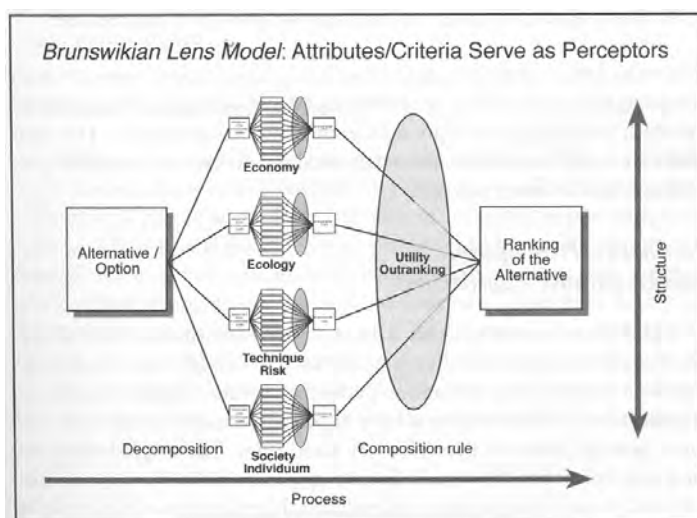 Brunswikian Lens Model: Attributes/Criteria Serve as Perceptors
Economy
Alternative /
Option
Ecology
Utility
Outranking
Ranking
of the
Alternative
Structure
Technique
Risk
Society
Individuum
Decomposition
Composition rule
Process